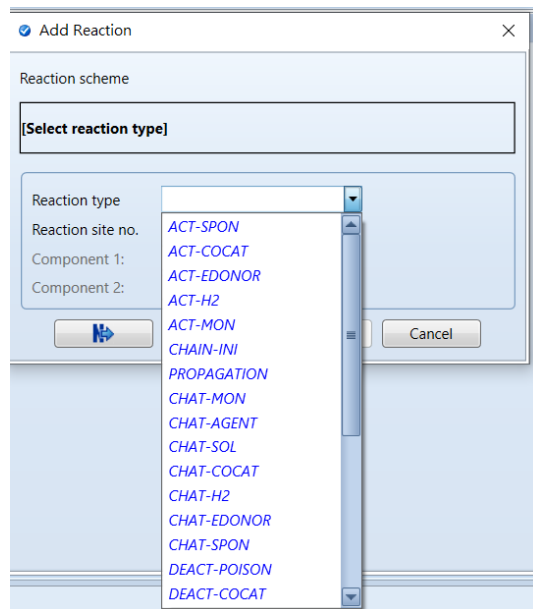 Add Reaction
Reaction scheme
[Select reaction type]
Reaction type
Reaction site no.
Component 1:
Component 2:
ACT-SPON
ACT-COCAT
ACT-EDONOR
ACT-H2
ACT-MON
CHAIN-INI
PROPAGATION
CHAT-MON
CHAT-AGENT
CHAT-SOL
CHAT-COCAT
CHAT-H2
CHAT-EDONOR
CHAT-SPON
DEACT-POISON
DEACT-COCAT
N
Cancel